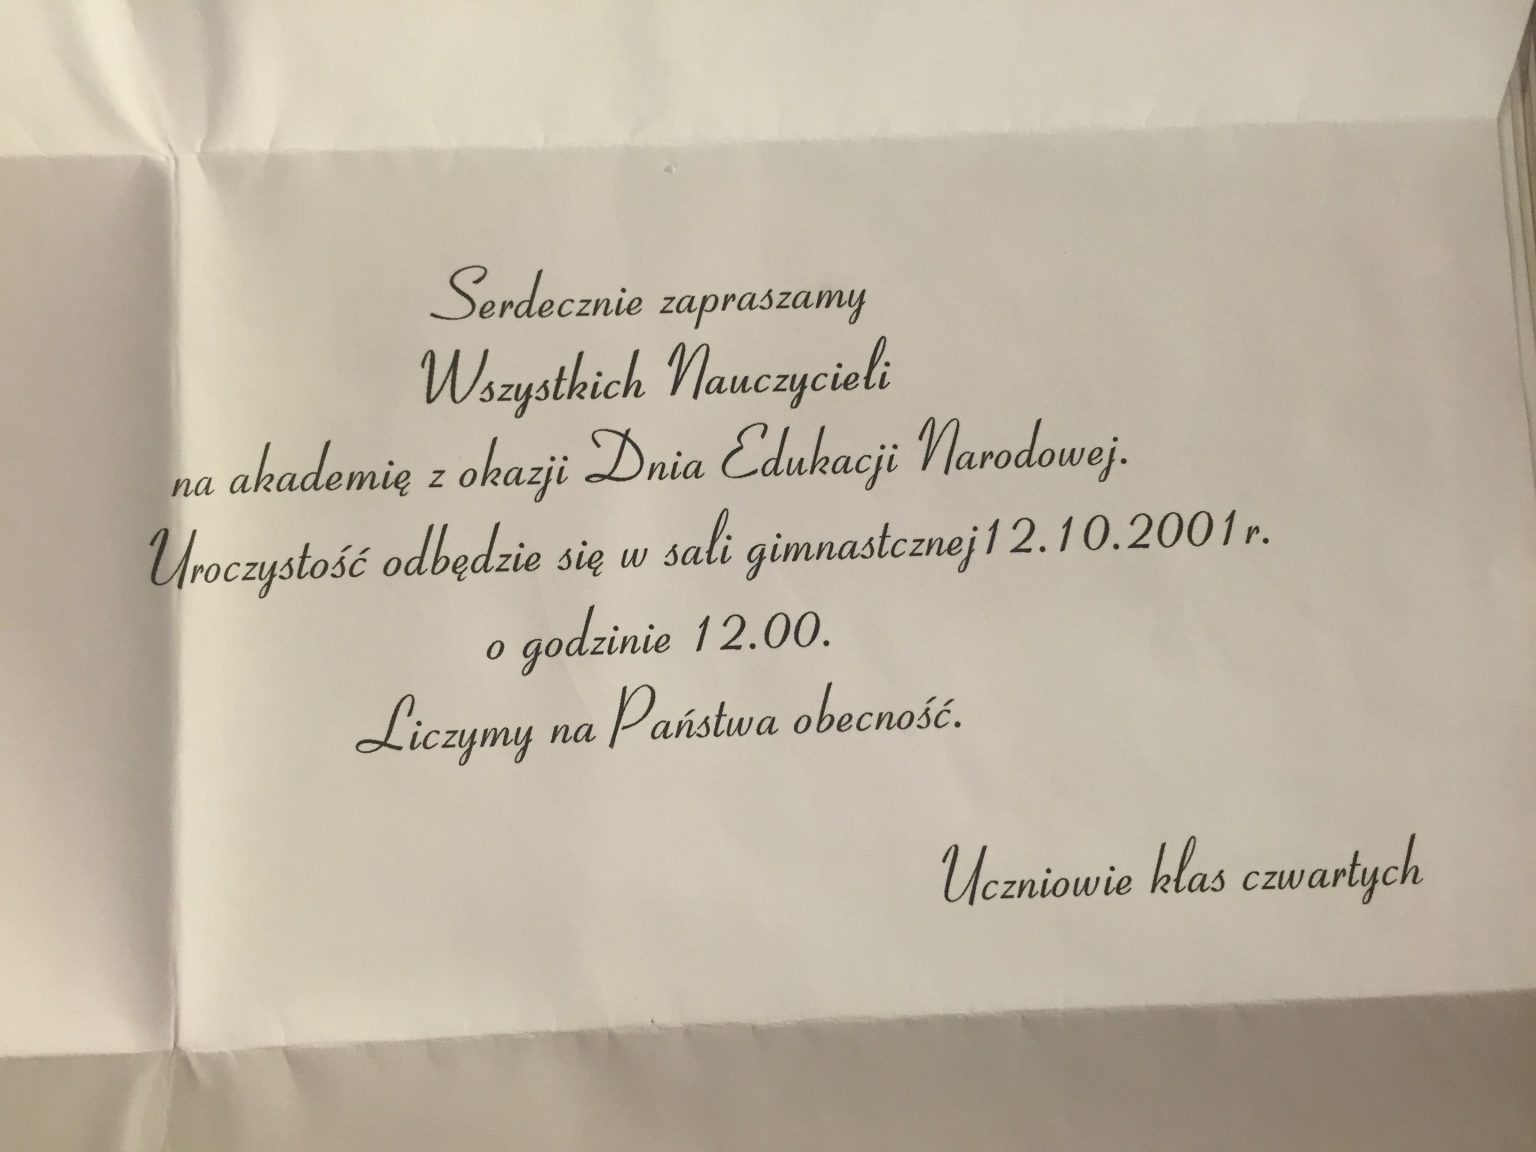 Serdecznie zapraszamy
Wszystkich Nauczycieli
na akademię z okazji Dnia Edukacji Narodowej.
Uroczystość odbędzie się w sali gimnastcznej12.10.2001r.
o godzinie 12.00.
Liczymy na Państwa obecność.
Uczniowie klas czwartych